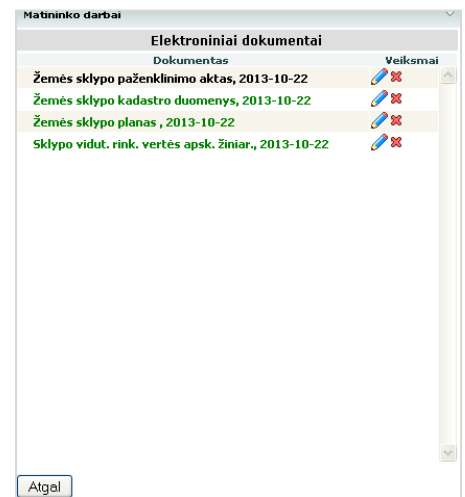 Matininko darbai
Elektroniniai dokumentai
Dokumentas Veiksmai
Žemės sklypo paženklinimo aktas, 2013-10-22
Žemės sklypo kadastro duomenys, 2013-10-22
Žemės sklypo planas , 2013-10-22
Sklypo vidut. rink. vertės apsk. žiniar., 2013-10-22
Atgal